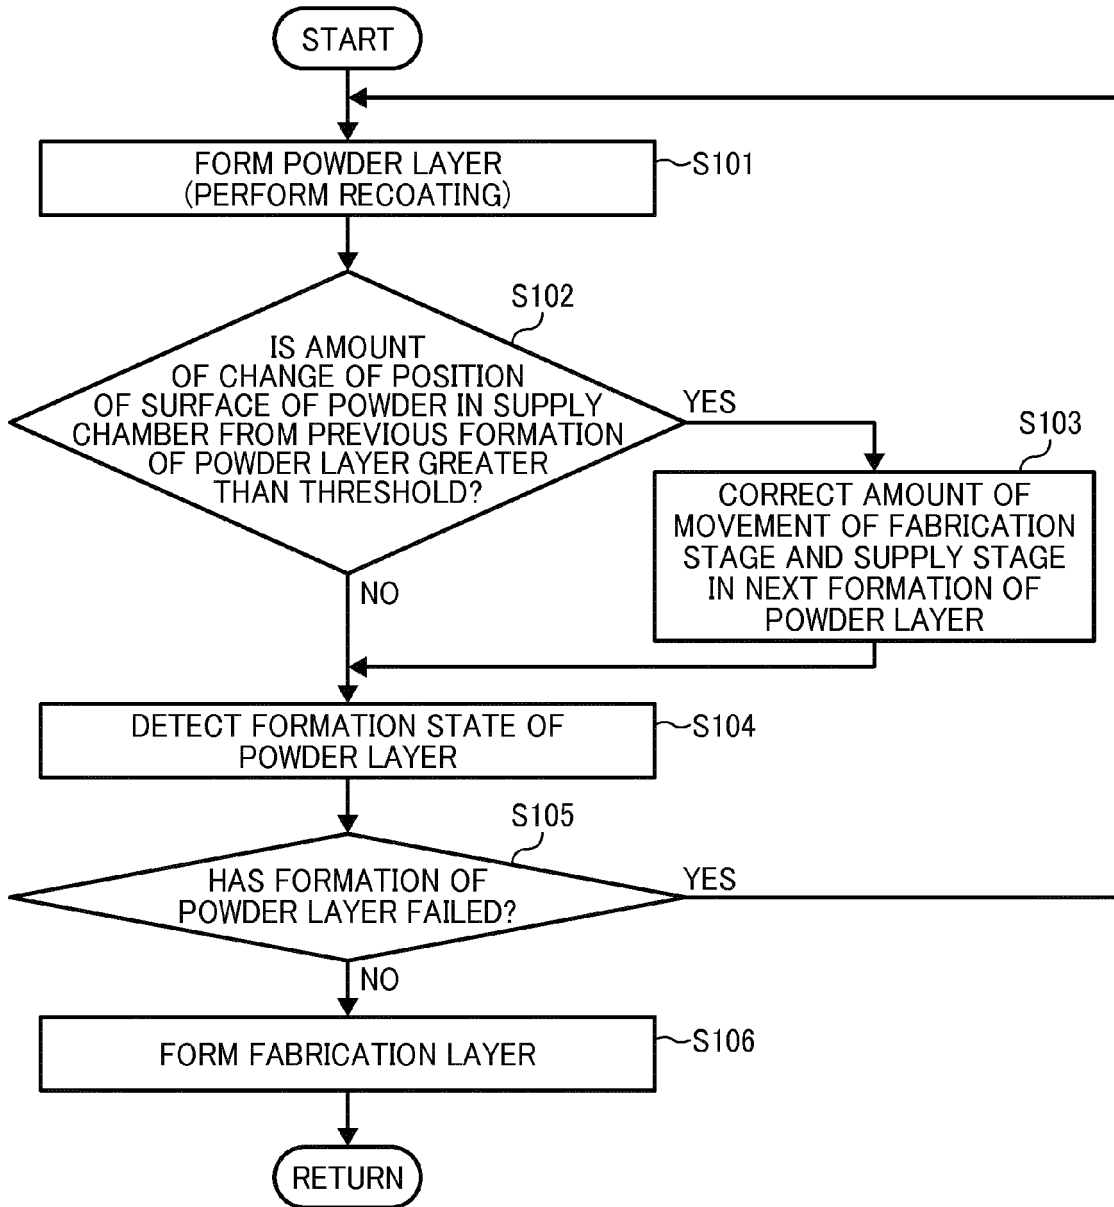 START
FORM POWDER LAYER
(PERFORM RECOATING)
S101
S102
IS AMOUNT
OF CHANGE OF POSITION
OF SURFACE OF POWDER IN SUPPLY
CHAMBER FROM PREVIOUS FORMATION
OF POWDER LAYER GREATER
THAN THRESHOLD?
YES
S103
CORRECT AMOUNT OF
MOVEMENT OF FABRICATION
STAGE AND SUPPLY STAGE
IN NEXT FORMATION OF
POWDER LAYER
NO
DETECT FORMATION STATE OF
POWDER LAYER
S104
S105
HAS FORMATION OF
POWDER LAYER FAILED?
YES
NO
FORM FABRICATION LAYER
S106
RETURN